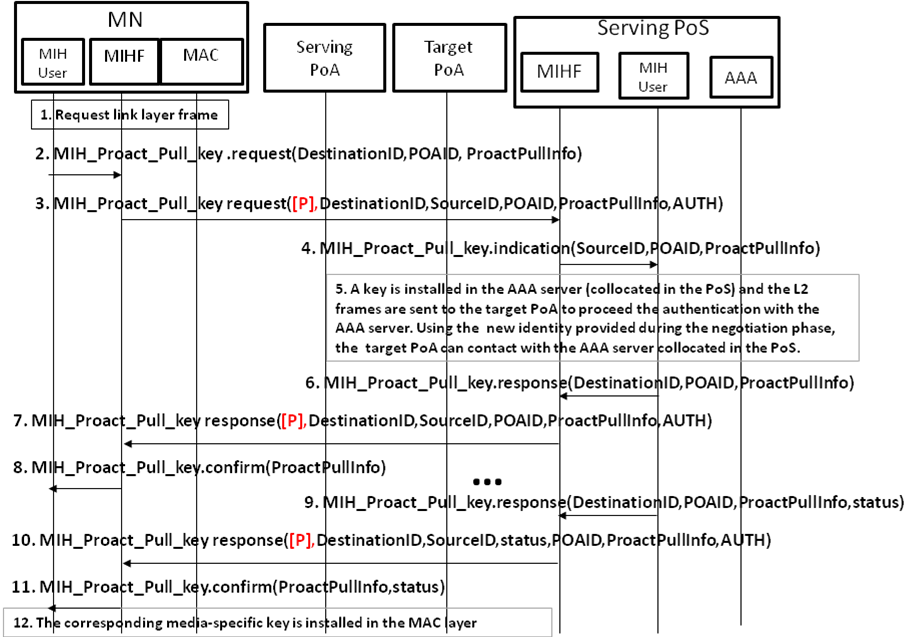 MN
MIH User
MIHF
MAC
Serving PoA
Target PoA
Serving PoS
MIHF
MIH User
AAA
1. Request link layer frame
2. MIH_Proact_Pull_key .request(DestinationID,POAID, ProactPullInfo)
3. MIH_Proact_Pull_key request([P],DestinationID,SourceID,POAID,ProactPullInfo,AUTH)
4. MIH_Proact_Pull_key.indication(SourceID,POAID,ProactPullInfo)
5. A key is installed in the AAA server (collocated in the PoS) and the L2
frames are sent to the target PoA to proceed the authentication with the
AAA server. Using the new identity provided during the negotiation phase,
the target PoA can contact with the AAA server collocated in the PoS.
6. MIH_Proact_Pull_key.response(DestinationID,POAID,ProactPullInfo)
7. MIH_Proact_Pull_key response([P],DestinationID,SourceID,POAID,ProactPullInfo,AUTH)
8. MIH_Proact_Pull_key.confirm(ProactPullInfo)
...
9. MIH_Proact_Pull_key.response(DestinationID,POAID,ProactPullInfo,status)
10. MIH_Proact_Pull_key response([P],DestinationID,SourceID,status,POAID,ProactPullInfo,AUTH)
11. MIH_Proact_Pull_key.confirm(ProactPullInfo,status)
12. The corresponding media-specific key is installed in the MAC layer